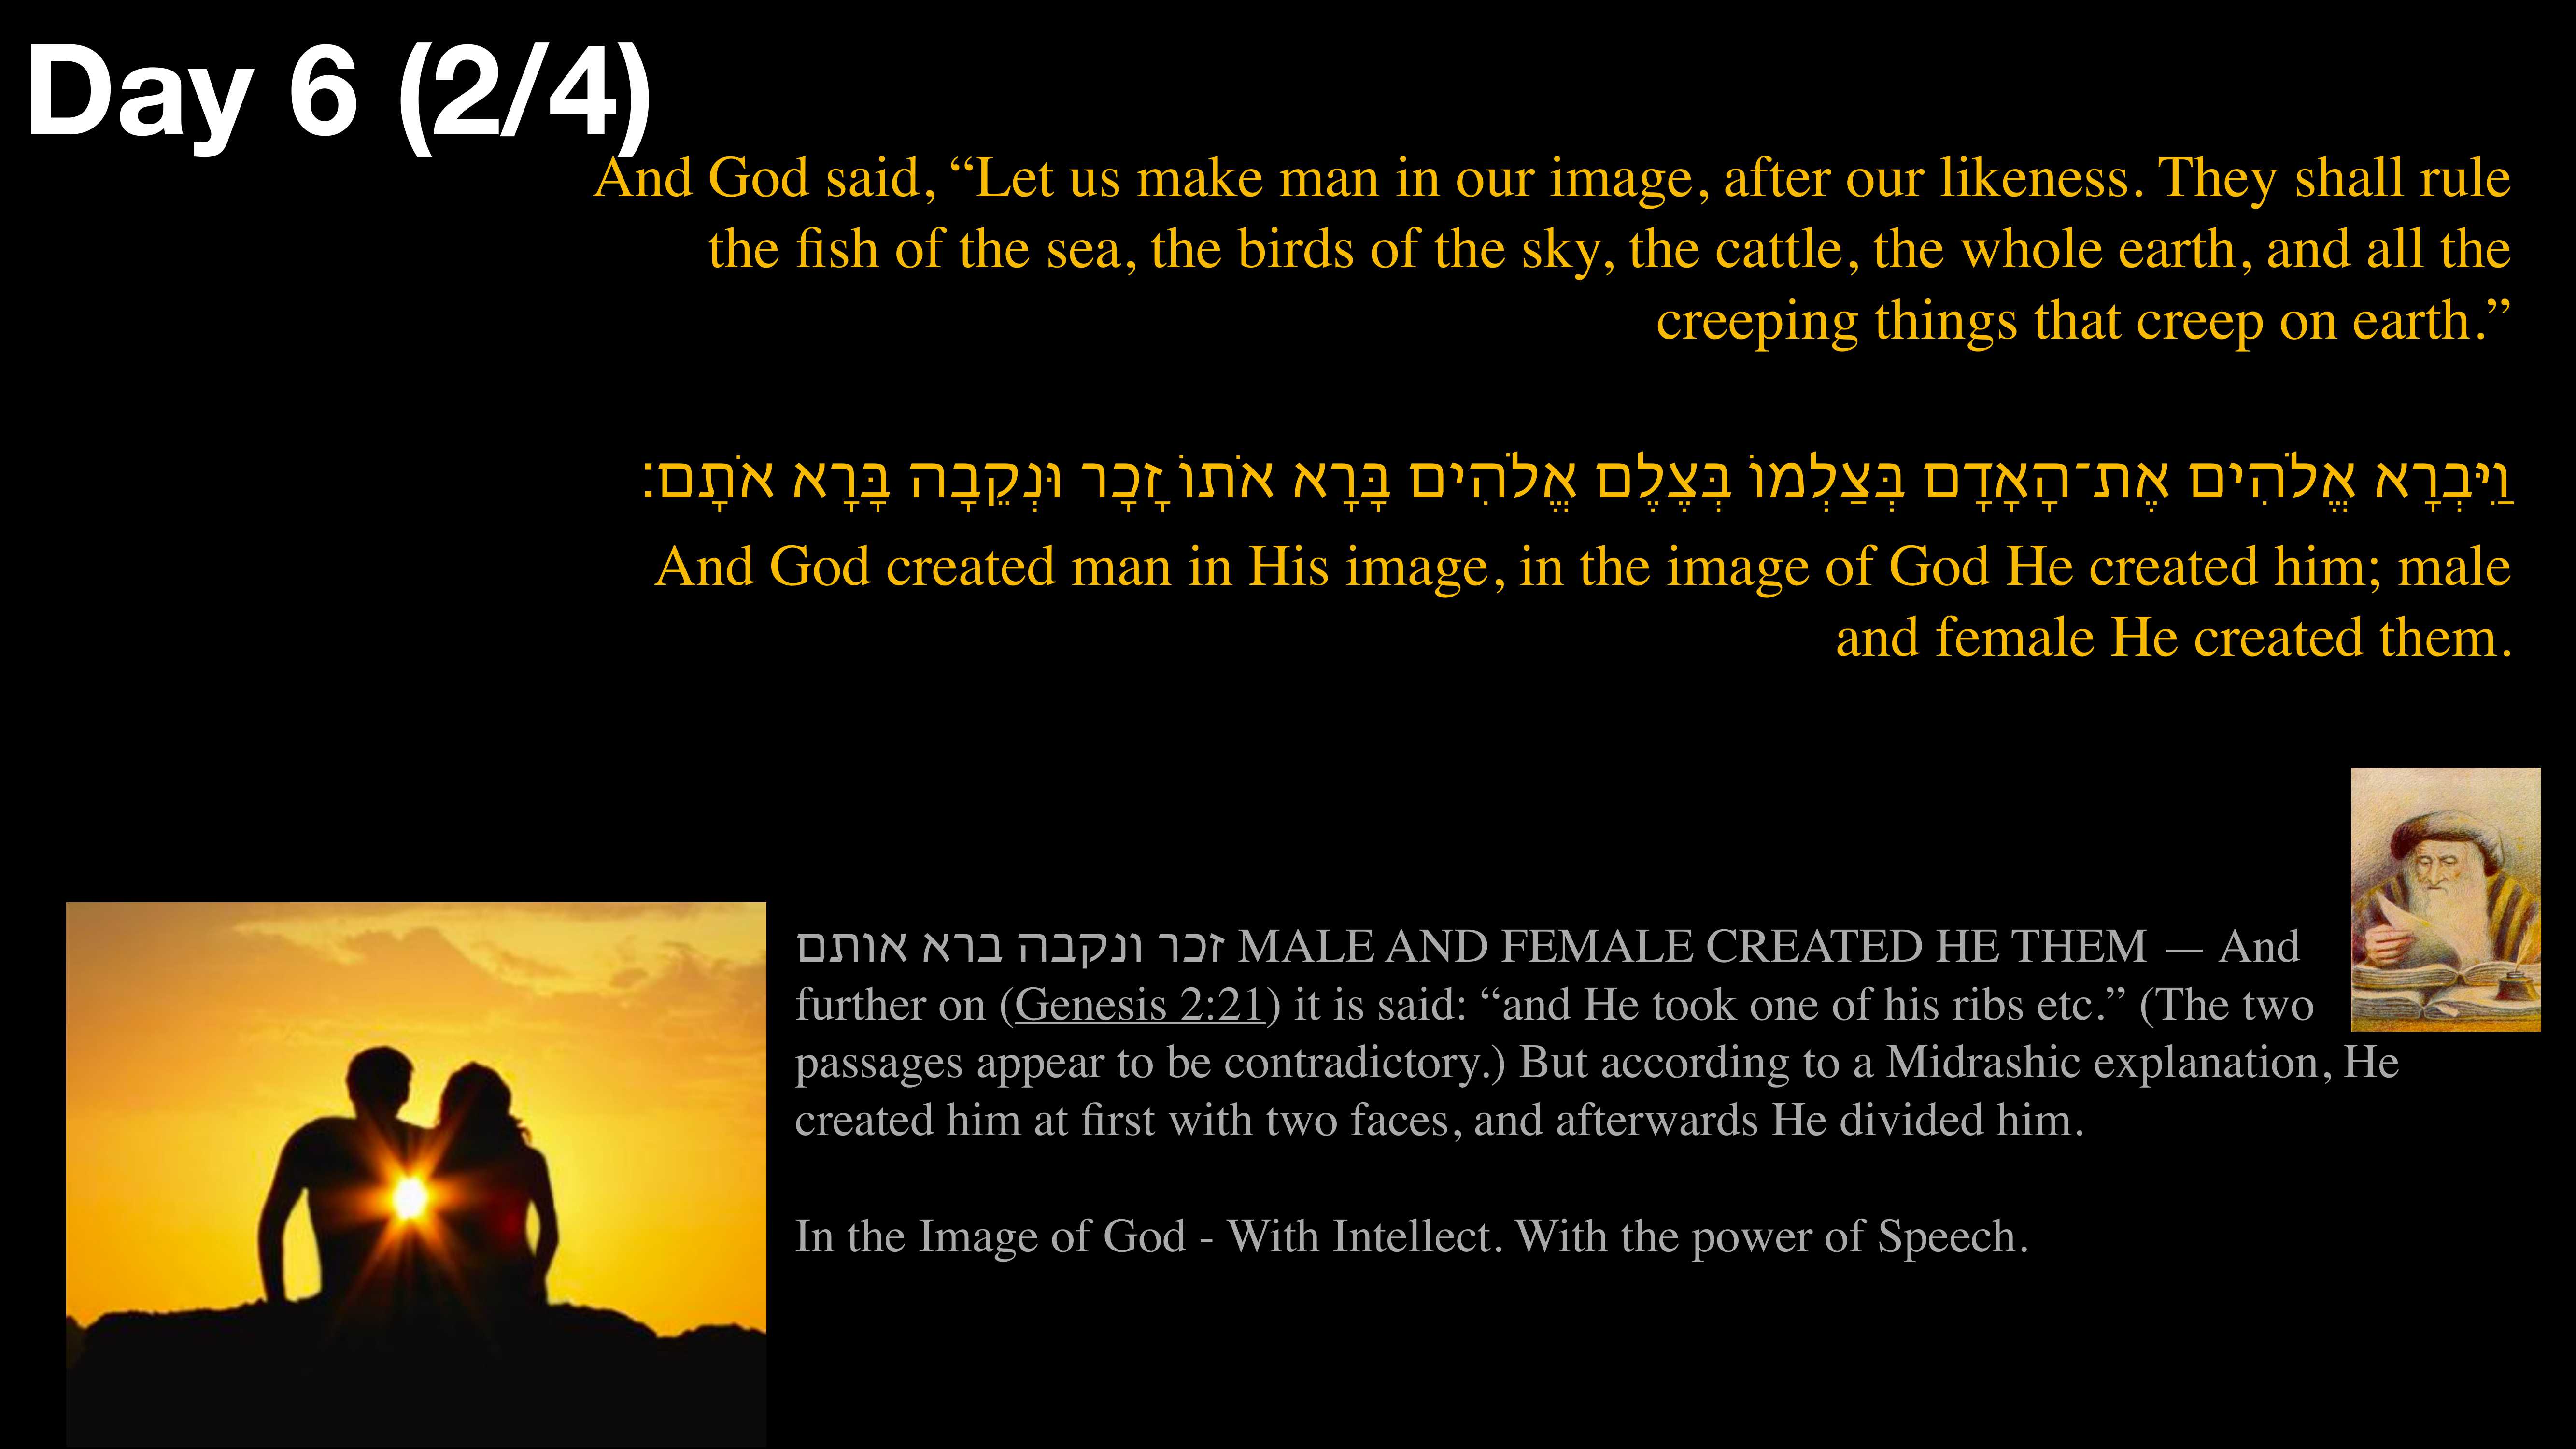 Day 6 (2/4)
And God said, “Let us make man in our image, after our likeness. They shall rule
the fish of the sea, the birds of the sky, the cattle, the whole earth, and all the
creeping things that creep on earth.”
וַיִּבְרָא אֱלֹהִים אֶת־הָאָדָם בְּצַלְמוֹ בְּצֶלֶם אֱלֹהִים בָּרָא אֹתוֹ זָכָר וּנְקֵבָה בָּרָא אֹתָם׃
And God created man in His image, in the image of God He created him; male
and female He created them.
זכר ונקבה ברא אותם MALE AND FEMALE CREATED HE THEM — And
further on (Genesis 2:21) it is said: “and He took one of his ribs etc.” (The two
passages appear to be contradictory.) But according to a Midrashic explanation, He
created him at first with two faces, and afterwards He divided him.
In the Image of God - With Intellect. With the power of Speech.